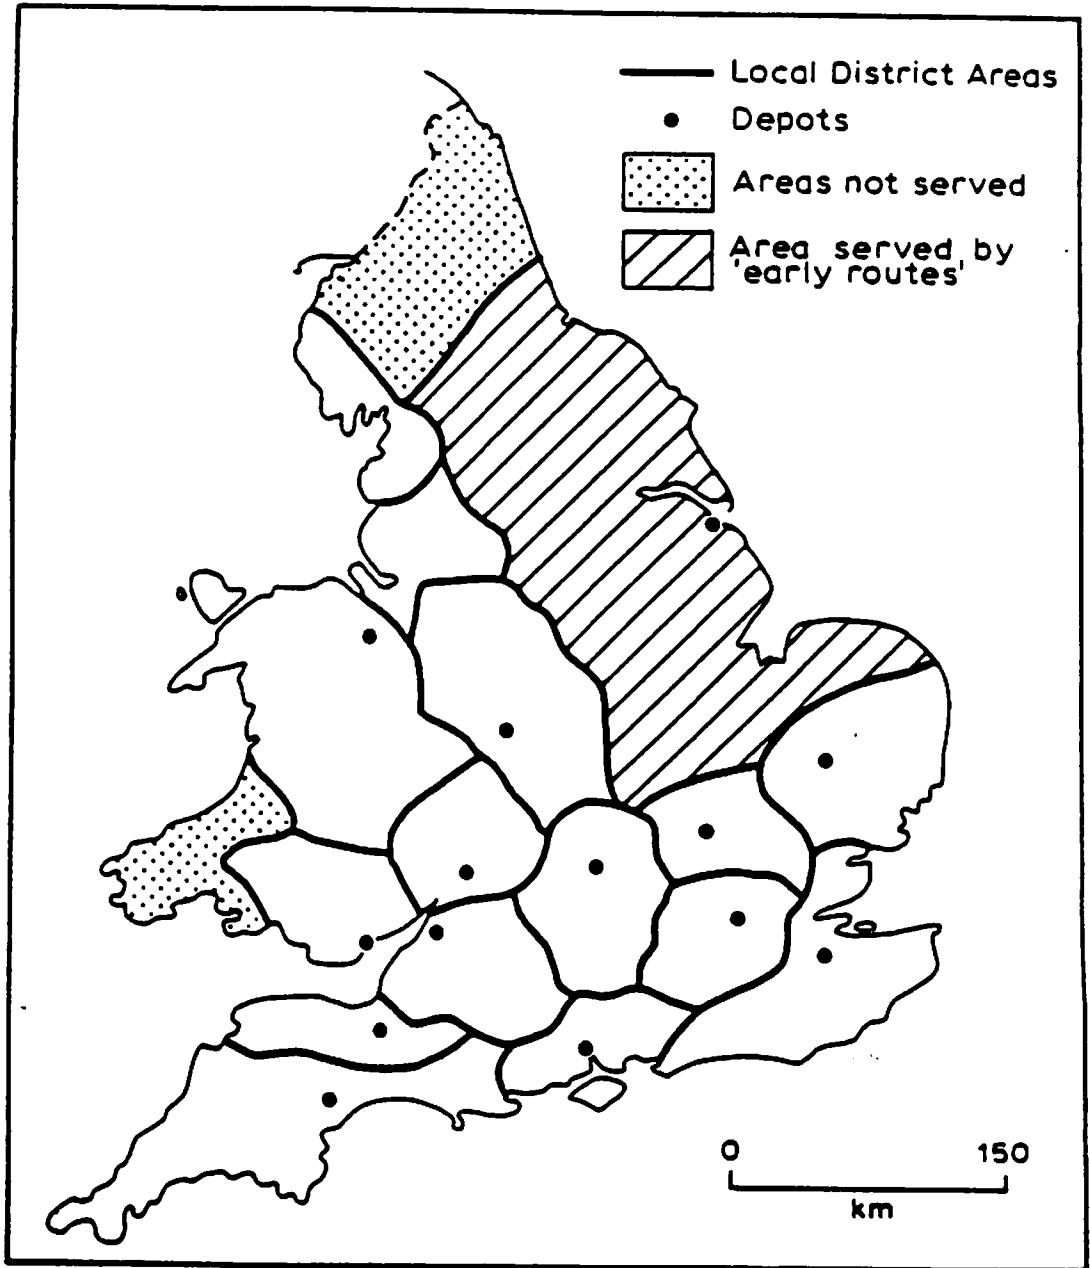 Local District Areas
Depots
Areas not served
Area served by
'early routes'
0 150
km